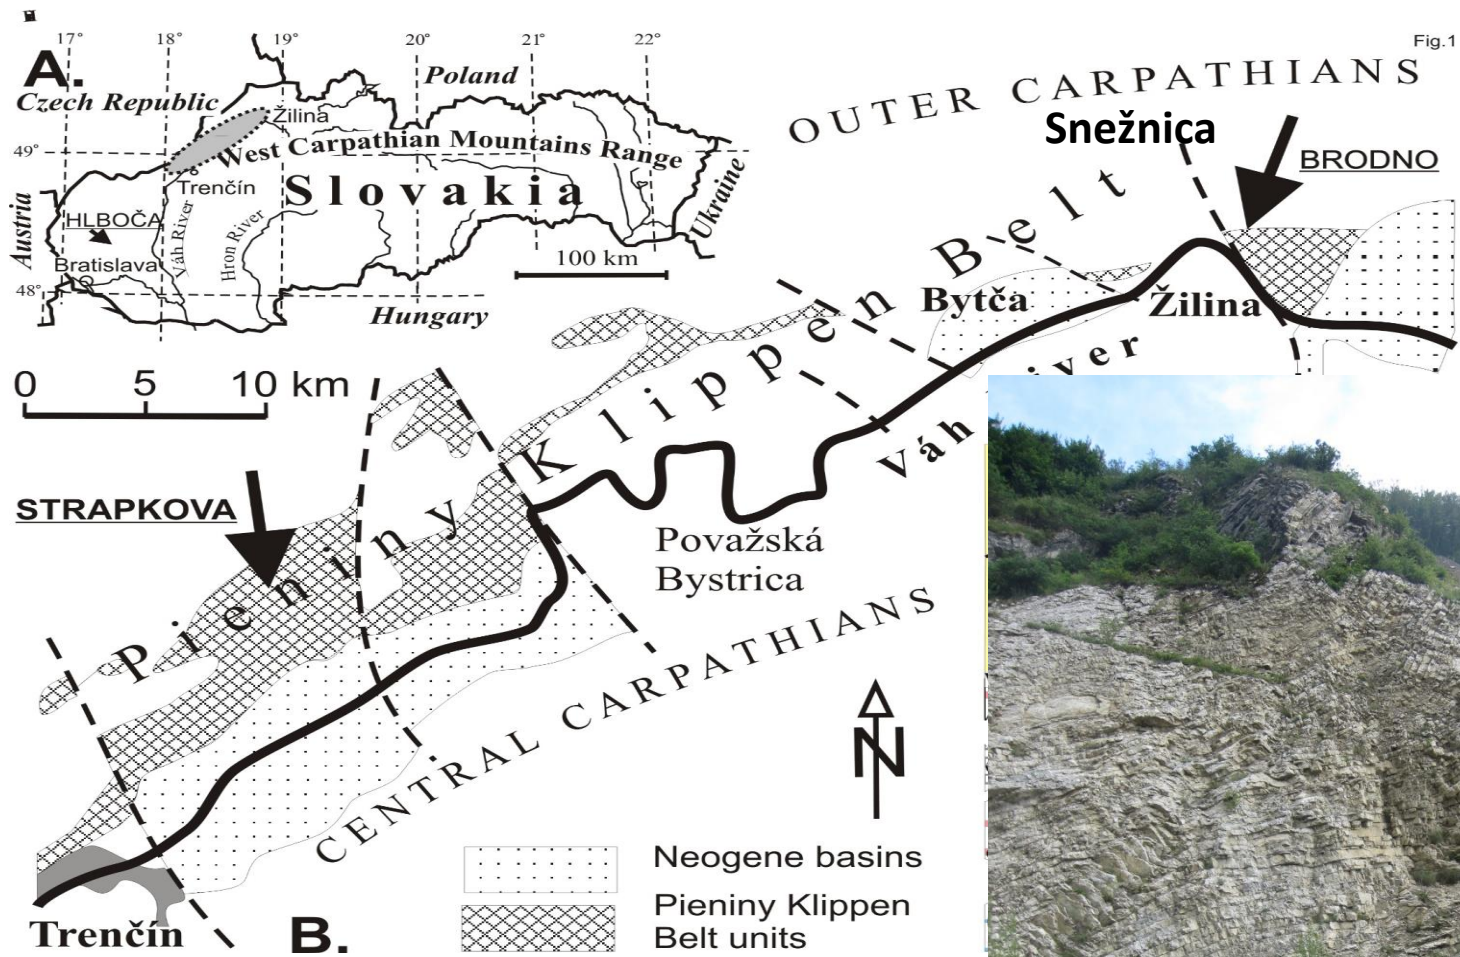 Fig.1
17° 18° 19° 20° 21° 22°
A.
Poland
Czech Republic
Žilina
49°
West Carpathian Mountains Range
Trenčín
Slovakia
Ukraine
Austria
HLBOČA
Váh River
Hron River
Bratislava
100 km
48°
Hungary
OUTER CARPATHIANS
Snežnica
BRODNO
Pieniny Klippen Belt
Bytča
Žilina
Váh iver
0 5 10 km
STRAPKOVA
Považská
Bystrica
CENTRAL CARPATHIANS
N
Neogene basins
Pieniny Klippen
Belt units
Trenčín
B.